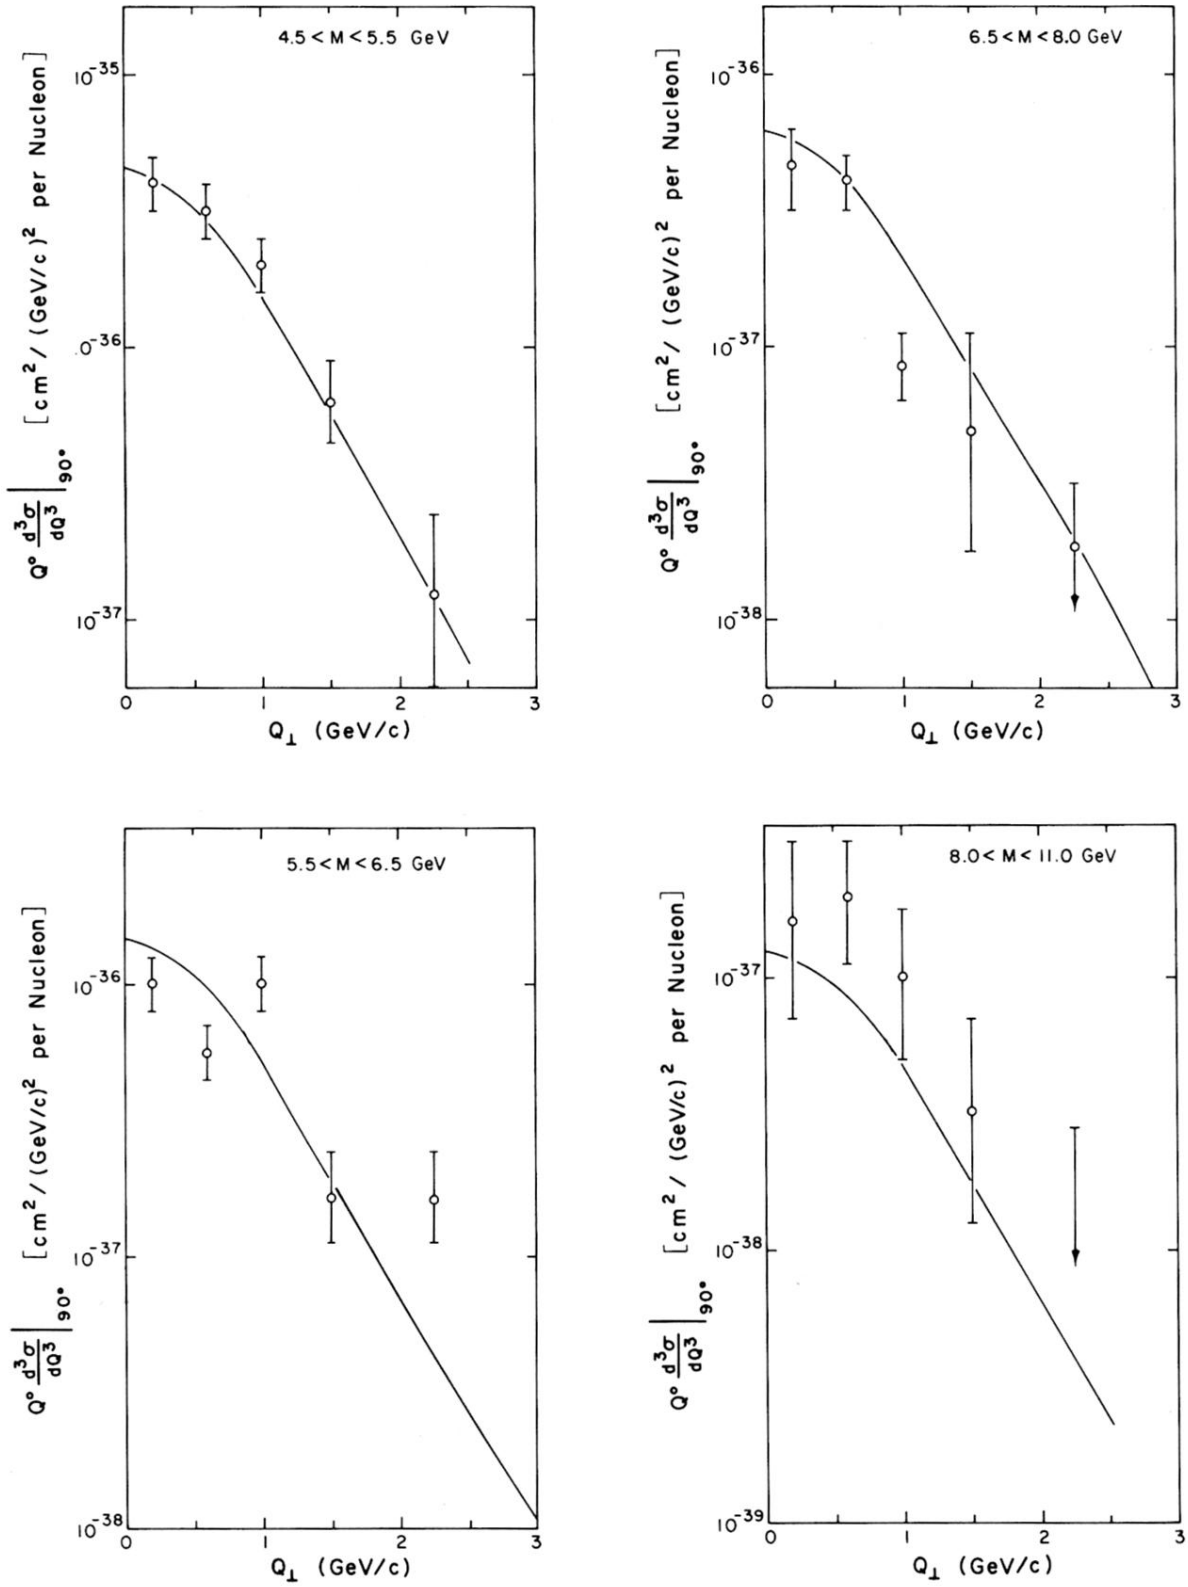 4.5 < M < 5.5 GeV
10⁻³⁵
.0⁻³⁶
10⁻³⁷
Q° d³σ/dQ³ |90° [cm²/(GeV/c)² per Nucleon]
0 1 2 3
Q⊥ (GeV/c)
6.5 < M < 8.0 GeV
10⁻³⁶
10⁻³⁷
10⁻³⁸
Q° d³σ/dQ³ |90° [cm²/(GeV/c)² per Nucleon]
0 1 2 3
Q⊥ (GeV/c)
5.5 < M < 6.5 GeV
10⁻³⁶
10⁻³⁷
10⁻³⁸
Q° d³σ/dQ³ |90° [cm²/(GeV/c)² per Nucleon]
0 1 2 3
Q⊥ (GeV/c)
8.0 < M < 11.0 GeV
10⁻³⁷
10⁻³⁸
10⁻³⁹
Q° d³σ/dQ³ |90° [cm²/(GeV/c)² per Nucleon]
0 1 2 3
Q⊥ (GeV/c)